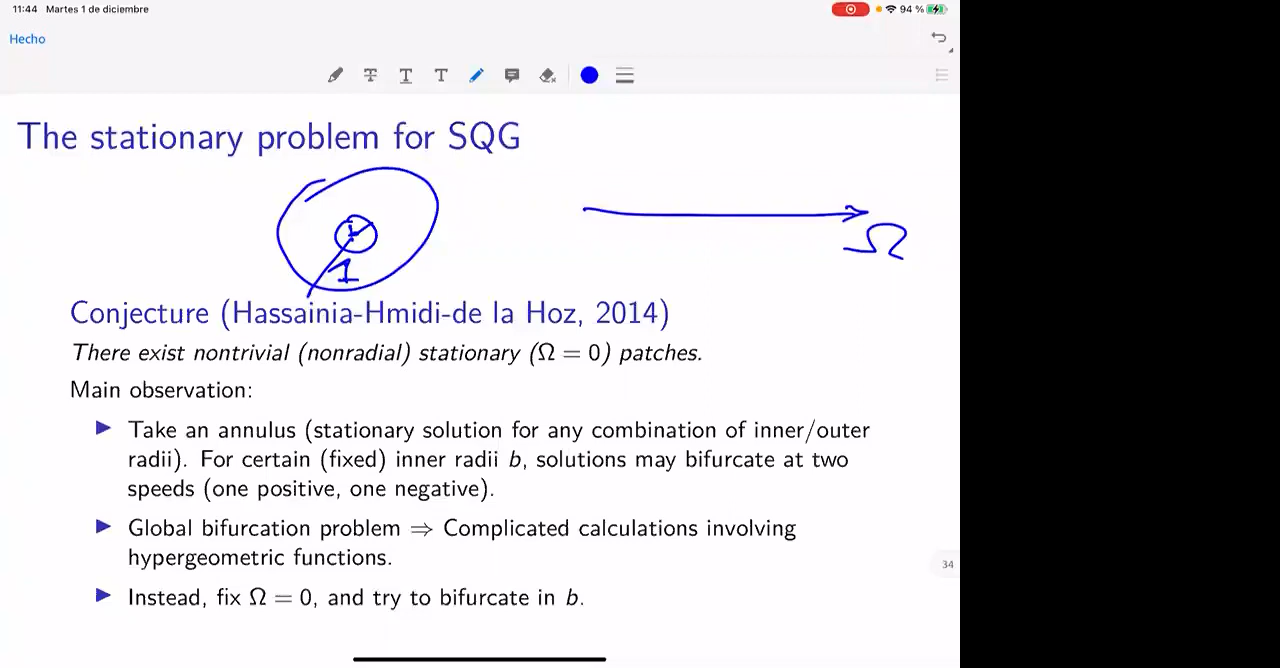 11:44 Martes 1 de diciembre
94 %
Hecho
The stationary problem for SQG
b
1
Ω
Conjecture (Hassainia-Hmidi-de la Hoz, 2014)
There exist nontrivial (nonradial) stationary (Ω = 0) patches.
Main observation:
Take an annulus (stationary solution for any combination of inner/outer
radii). For certain (fixed) inner radii b, solutions may bifurcate at two
speeds (one positive, one negative).
Global bifurcation problem ⇒ Complicated calculations involving
hypergeometric functions.
34
Instead, fix Ω = 0, and try to bifurcate in b.